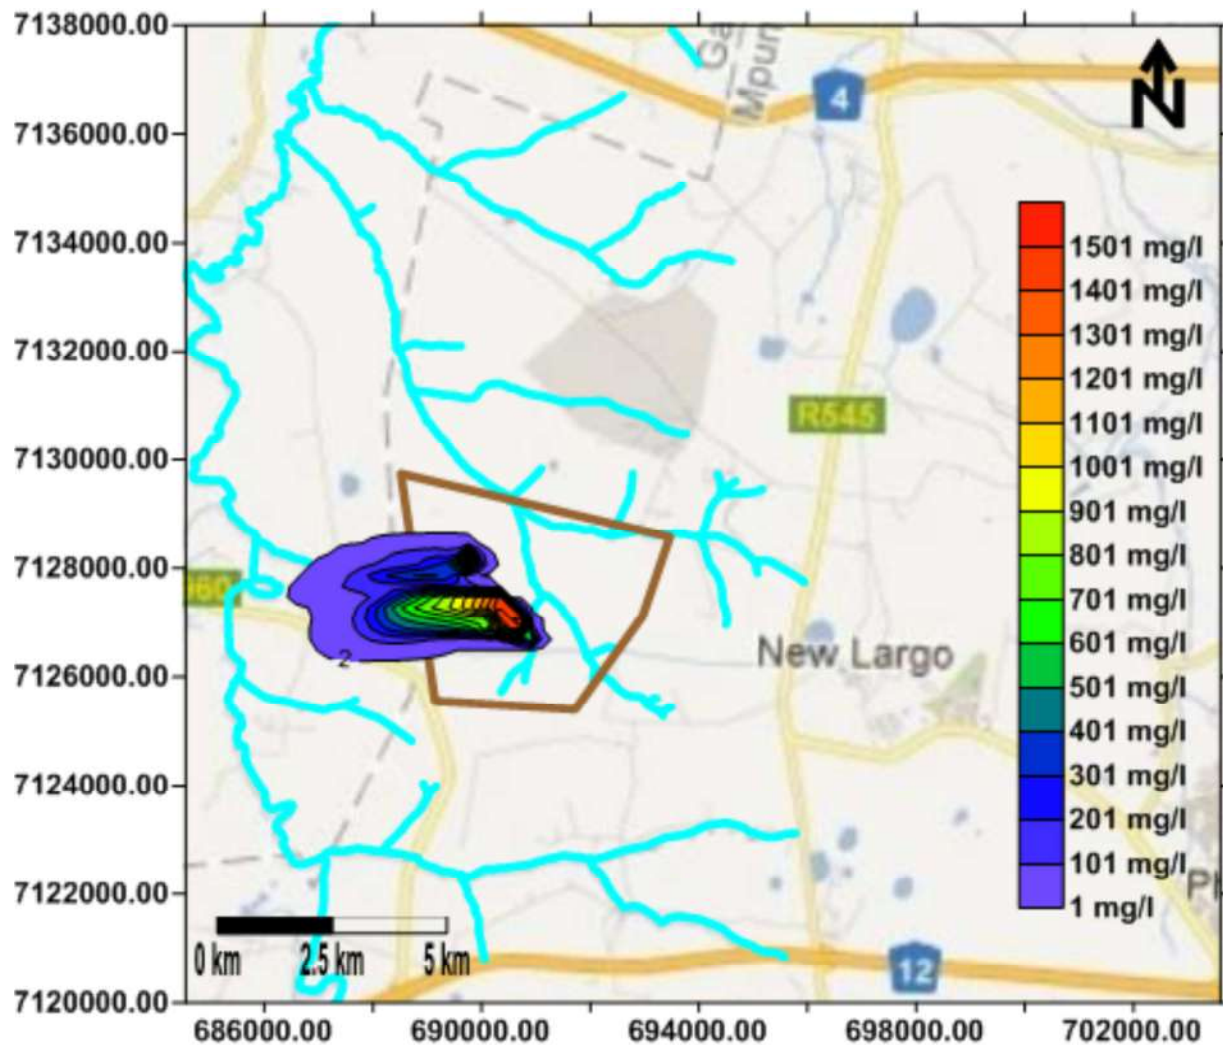 7138000.00
7136000.00
7134000.00
7132000.00
7130000.00
7128000.00
7126000.00
7124000.00
7122000.00
7120000.00
686000.00
690000.00
694000.00
698000.00
702000.00
Ga
Mpum
4
N
R545
New Largo
12
2
0 km
2.5 km
5 km
1501 mg/l
1401 mg/l
1301 mg/l
1201 mg/l
1101 mg/l
1001 mg/l
901 mg/l
801 mg/l
701 mg/l
601 mg/l
501 mg/l
401 mg/l
301 mg/l
201 mg/l
101 mg/l
1 mg/l